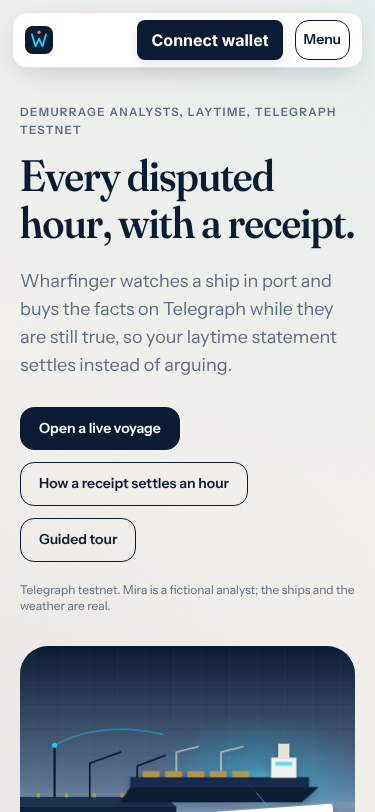 W
Connect wallet
Menu
DEMURRAGE ANALYSTS, LAYTIME, TELEGRAPH
TESTNET
Every disputed
hour, with a receipt.
Wharfinger watches a ship in port and
buys the facts on Telegraph while they
are still true, so your laytime statement
settles instead of arguing.
Open a live voyage
How a receipt settles an hour
Guided tour
Telegraph testnet. Mira is a fictional analyst; the ships and the
weather are real.